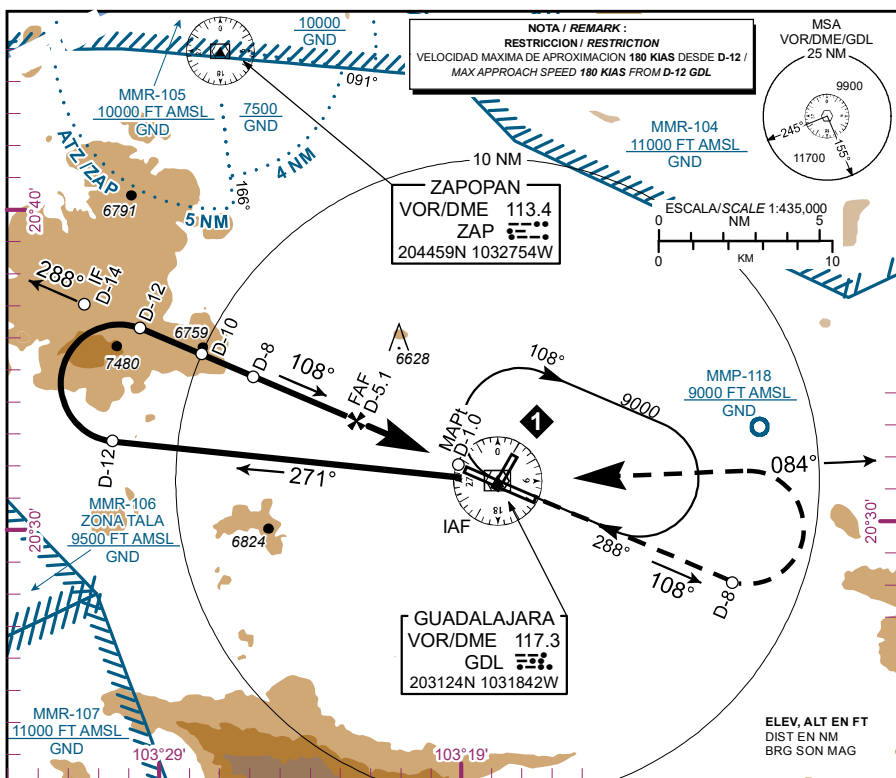 NOTA / REMARK :
RESTRICCION / RESTRICTION
VELOCIDAD MAXIMA DE APROXIMACION 180 KIAS DESDE D-12 /
MAX APPROACH SPEED 180 KIAS FROM D-12 GDL
MSA
VOR/DME/GDL
25 NM
9900
245°
155°
11700
10000
GND
091°
MMR-105
10000 FT AMSL
GND
7500
GND
ATZ /ZAP
4 NM
5 NM
166°
6791
10 NM
MMR-104
11000 FT AMSL
GND
ZAPOPAN
VOR/DME 113.4
ZAP
204459N 1032754W
ESCALA/SCALE 1:435,000
NM
0
5
0
KM
10
20°40'
20°40'
288°
IF
D-14
D-12
6759
D-10
D-8
7480
108°
FAF
D-5.1
6628
108°
9000
1
MMP-118
9000 FT AMSL
GND
MAPt
D-1.0
084°
D-12
271°
IAF
0
9
18
27
MMR-106
ZONA TALA
9500 FT AMSL
GND
6824
288°
108°
D-8
20°30'
20°30'
GUADALAJARA
VOR/DME 117.3
GDL
203124N 1031842W
MMR-107
11000 FT AMSL
GND
103°29'
103°19'
ELEV, ALT EN FT
DIST EN NM
BRG SON MAG